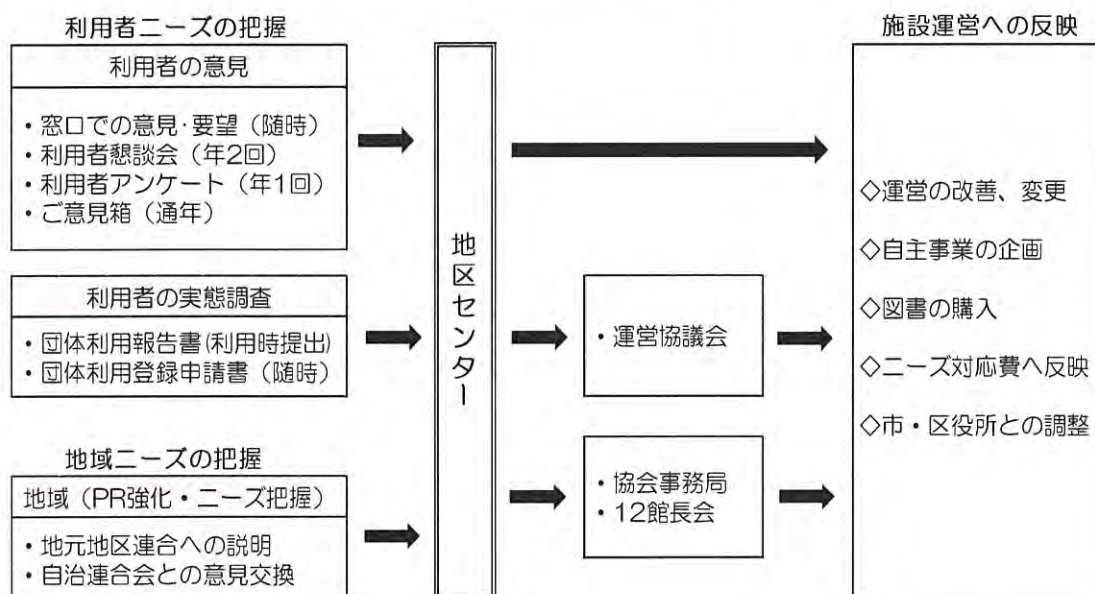 利用者ニーズの把握
利用者の意見
・窓口での意見・要望（随時）
・利用者懇談会（年2回）
・利用者アンケート（年1回）
・ご意見箱（通年）
利用者の実態調査
・団体利用報告書(利用時提出)
・団体利用登録申請書（随時）
地域ニーズの把握
地域（PR強化・ニーズ把握）
・地元地区連合への説明
・自治連合会との意見交換
地区センター
・運営協議会
・協会事務局
・12館長会
施設運営への反映
◇運営の改善、変更
◇自主事業の企画
◇図書の購入
◇ニーズ対応費へ反映
◇市・区役所との調整